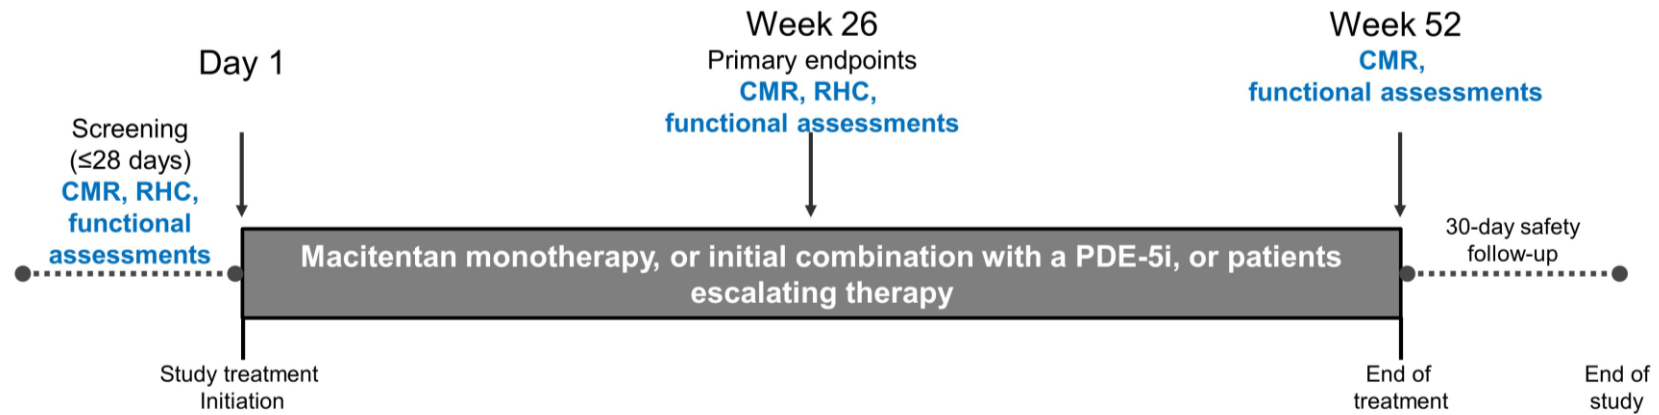 Day 1
Week 26
Primary endpoints
CMR, RHC,
functional assessments
Week 52
CMR,
functional assessments
Screening
(≤28 days)
CMR, RHC,
functional
assessments
Macitentan monotherapy, or initial combination with a PDE-5i, or patients
escalating therapy
30-day safety
follow-up
Study treatment
Initiation
End of
treatment
End of
study